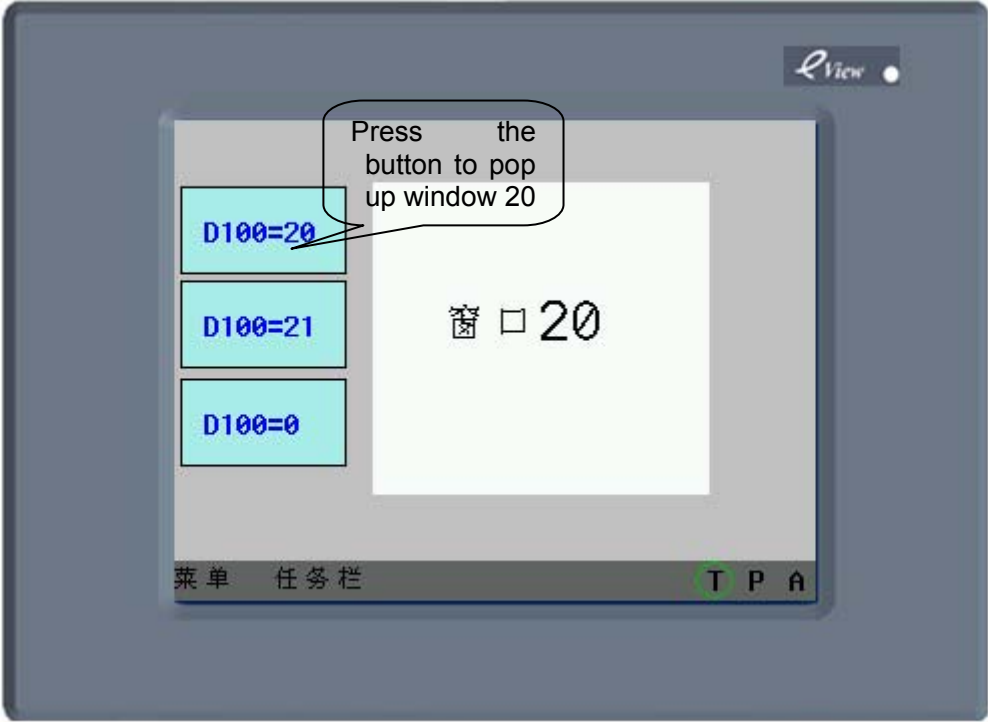 eView
Press the
button to pop
up window 20
D100=20
D100=21
D100=0
窗口20
菜单 任务栏 T P A